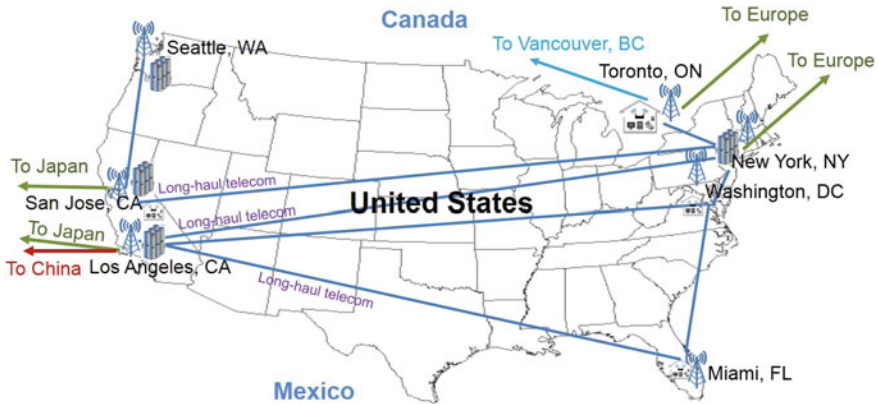 Canada
To Europe
Seattle, WA
To Vancouver, BC
Toronto, ON
To Europe
New York, NY
To Japan
Long-haul telecom
San Jose, CA
United States
Washington, DC
Long-haul telecom
To Japan
To China
Los Angeles, CA
Long-haul telecom
Miami, FL
Mexico